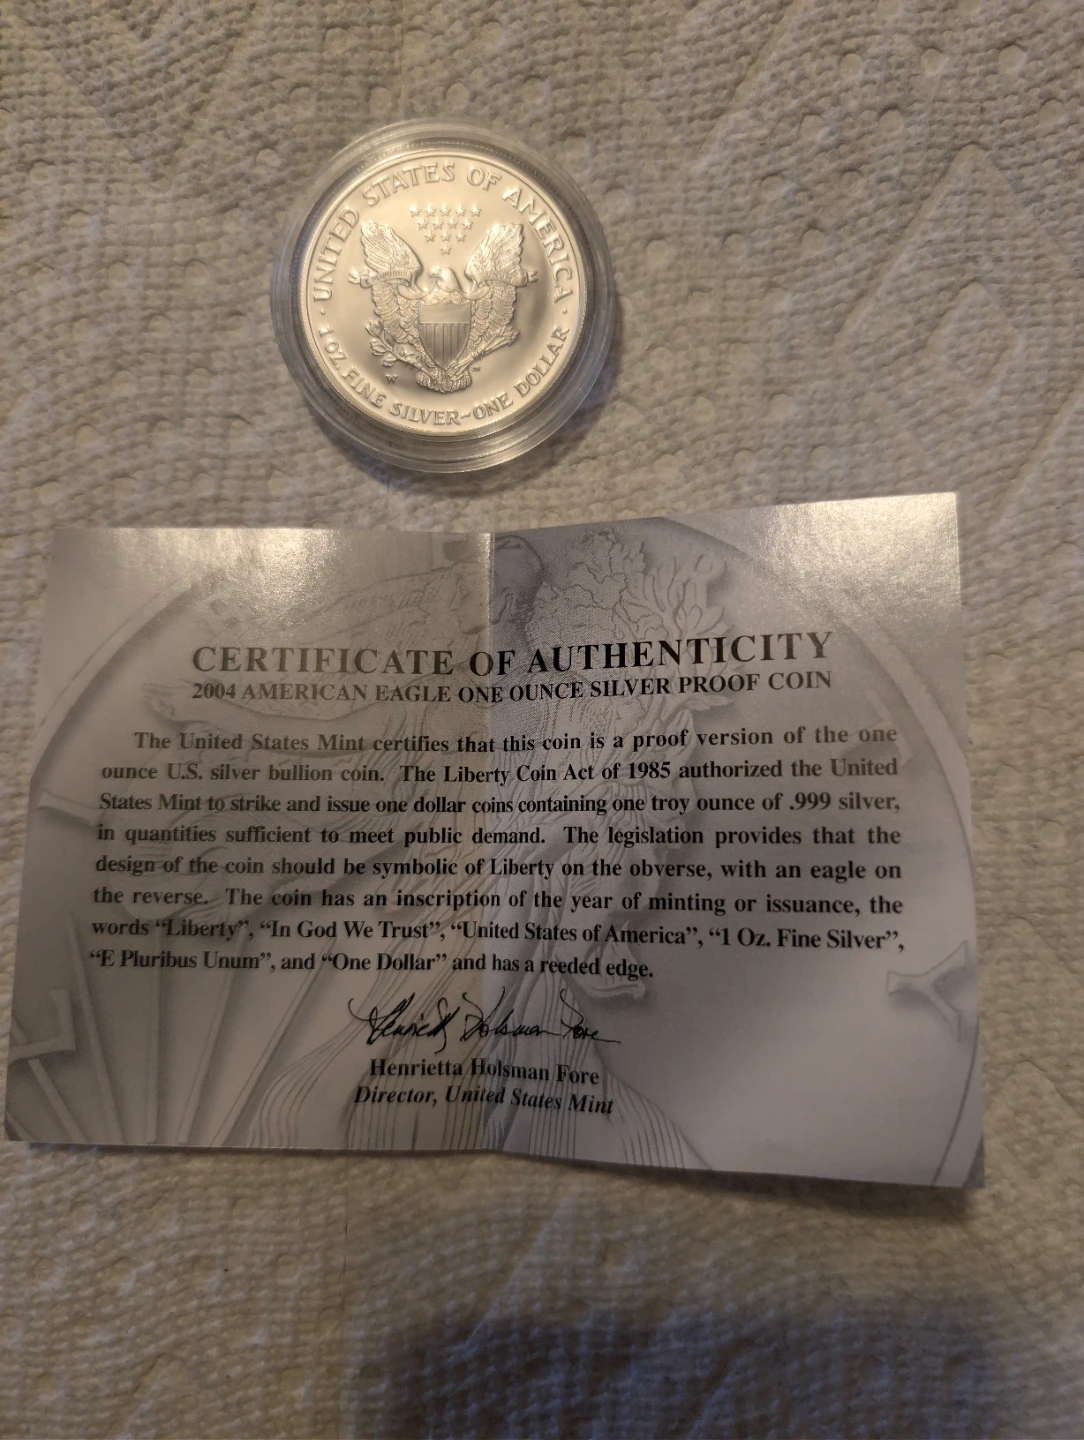 · UNITED STATES OF AMERICA ·
1 OZ. FINE SILVER~ONE DOLLAR
W
CERTIFICATE OF AUTHENTICITY
2004 AMERICAN EAGLE ONE OUNCE SILVER PROOF COIN
The United States Mint certifies that this coin is a proof version of the one
ounce U.S. silver bullion coin. The Liberty Coin Act of 1985 authorized the United
States Mint to strike and issue one dollar coins containing one troy ounce of .999 silver,
in quantities sufficient to meet public demand. The legislation provides that the
design of the coin should be symbolic of Liberty on the obverse, with an eagle on
the reverse. The coin has an inscription of the year of minting or issuance, the
words “Liberty”, “In God We Trust”, “United States of America”, “1 Oz. Fine Silver”,
“E Pluribus Unum”, and “One Dollar” and has a reeded edge.
Henrietta Holsman Fore
Henrietta Holsman Fore
Director, United States Mint